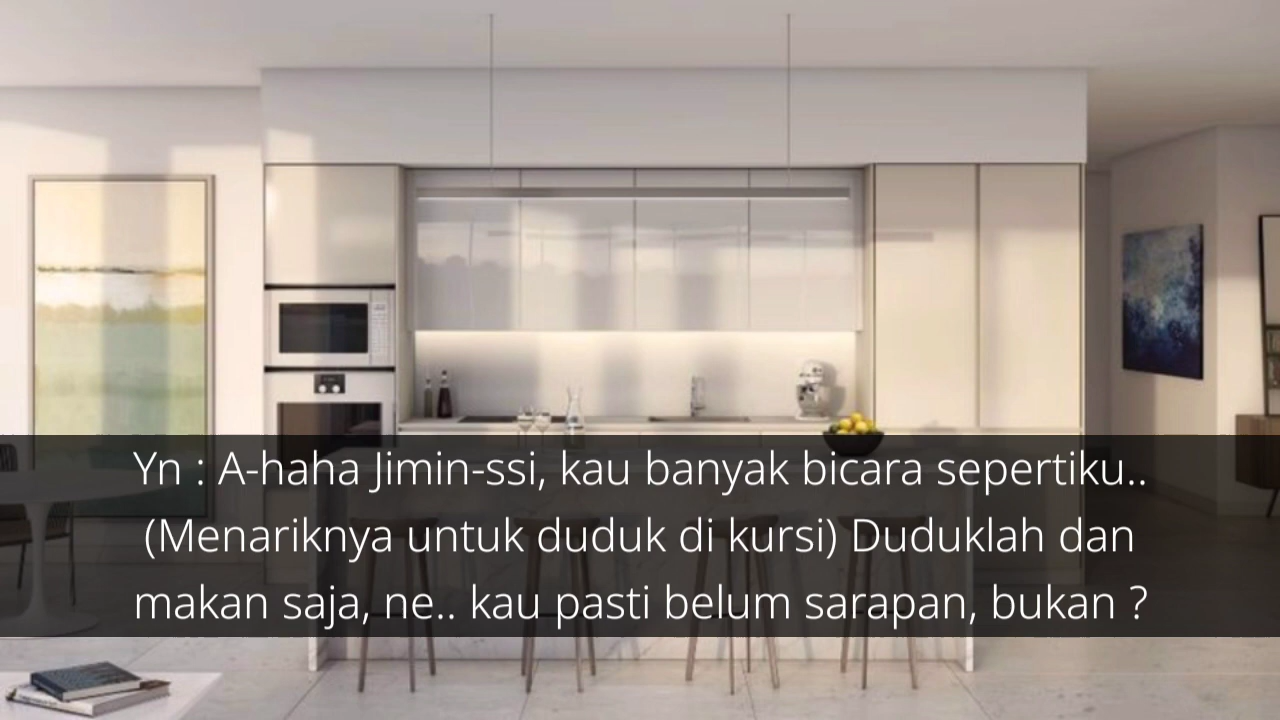 Yn : A-haha Jimin-ssi, kau banyak bicara sepertiku..
(Menariknya untuk duduk di kursi) Duduklah dan
makan saja, ne.. kau pasti belum sarapan, bukan ?